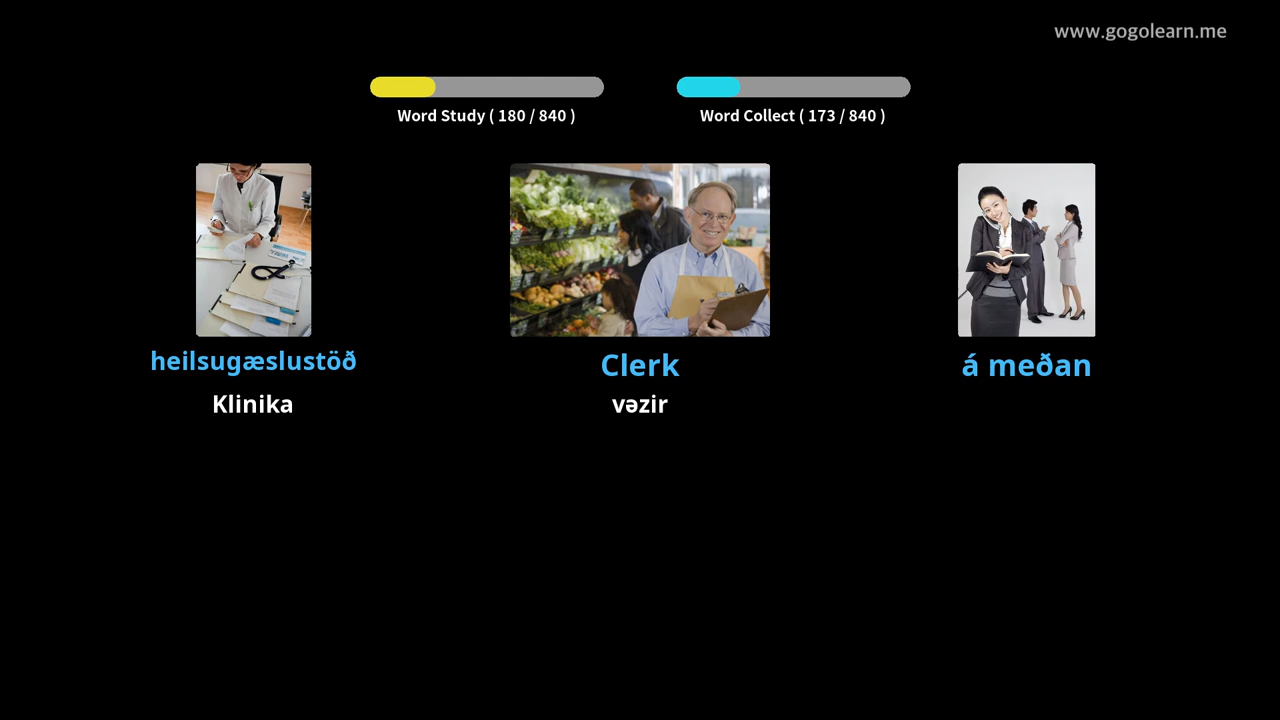 www.gogolearn.me
Word Study ( 180 / 840 )
Word Collect ( 173 / 840 )
heilsugæslustöð
Klinika
Clerk
vəzir
á meðan